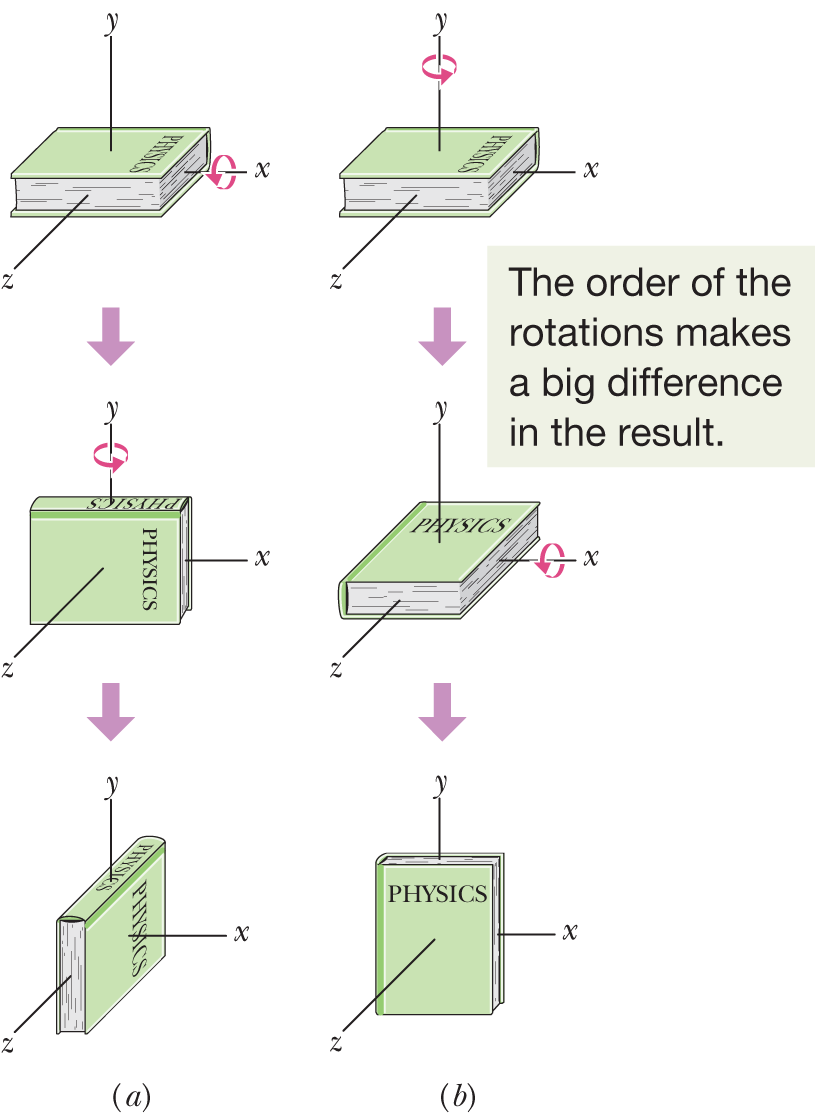 y
y
PHYSICS
x
PHYSICS
x
z
z
The order of the
rotations makes
a big difference
in the result.
y
y
PHYSICS
PHYSICS
x
PHYSICS
x
z
z
y
y
PHYSICS
PHYSICS
x
PHYSICS
x
z
z
(a)
(b)